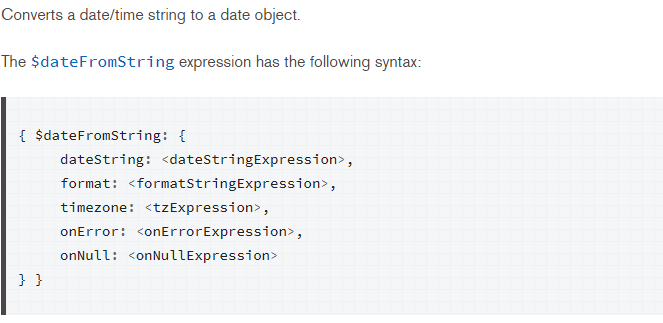 Converts a date/time string to a date object.
The $dateFromString expression has the following syntax:
{ $dateFromString: {
     dateString: <dateStringExpression>,
     format: <formatStringExpression>,
     timezone: <tzExpression>,
     onError: <onErrorExpression>,
     onNull: <onNullExpression>
} }